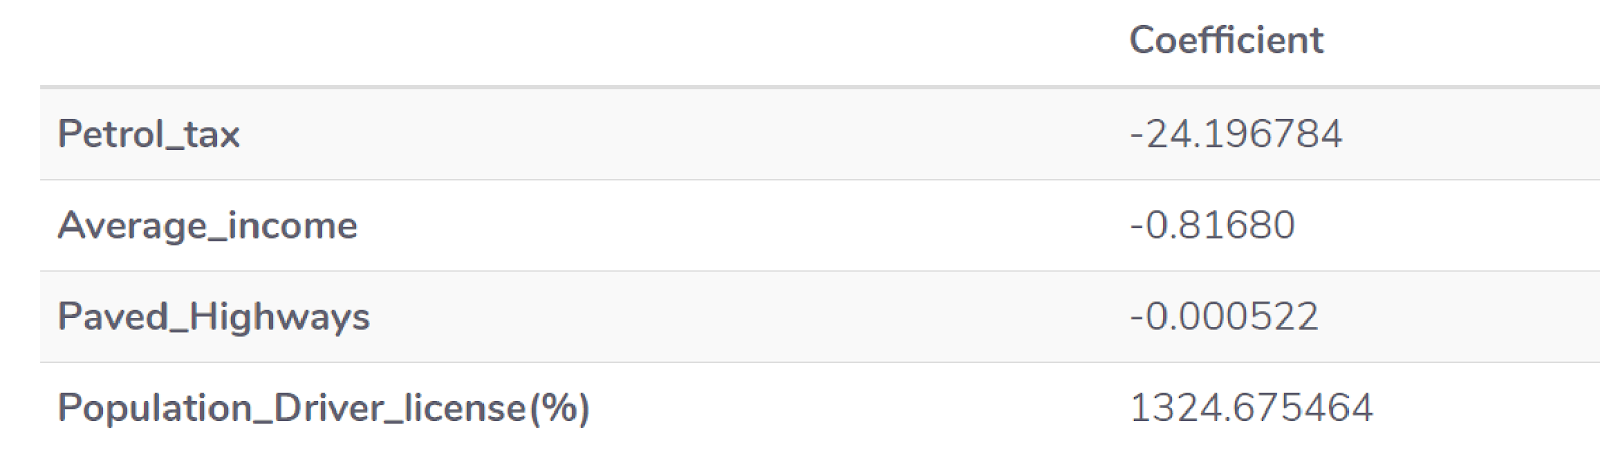 Coefficient
Petrol_tax -24.196784
Average_income -0.81680
Paved_Highways -0.000522
Population_Driver_license(%) 1324.675464